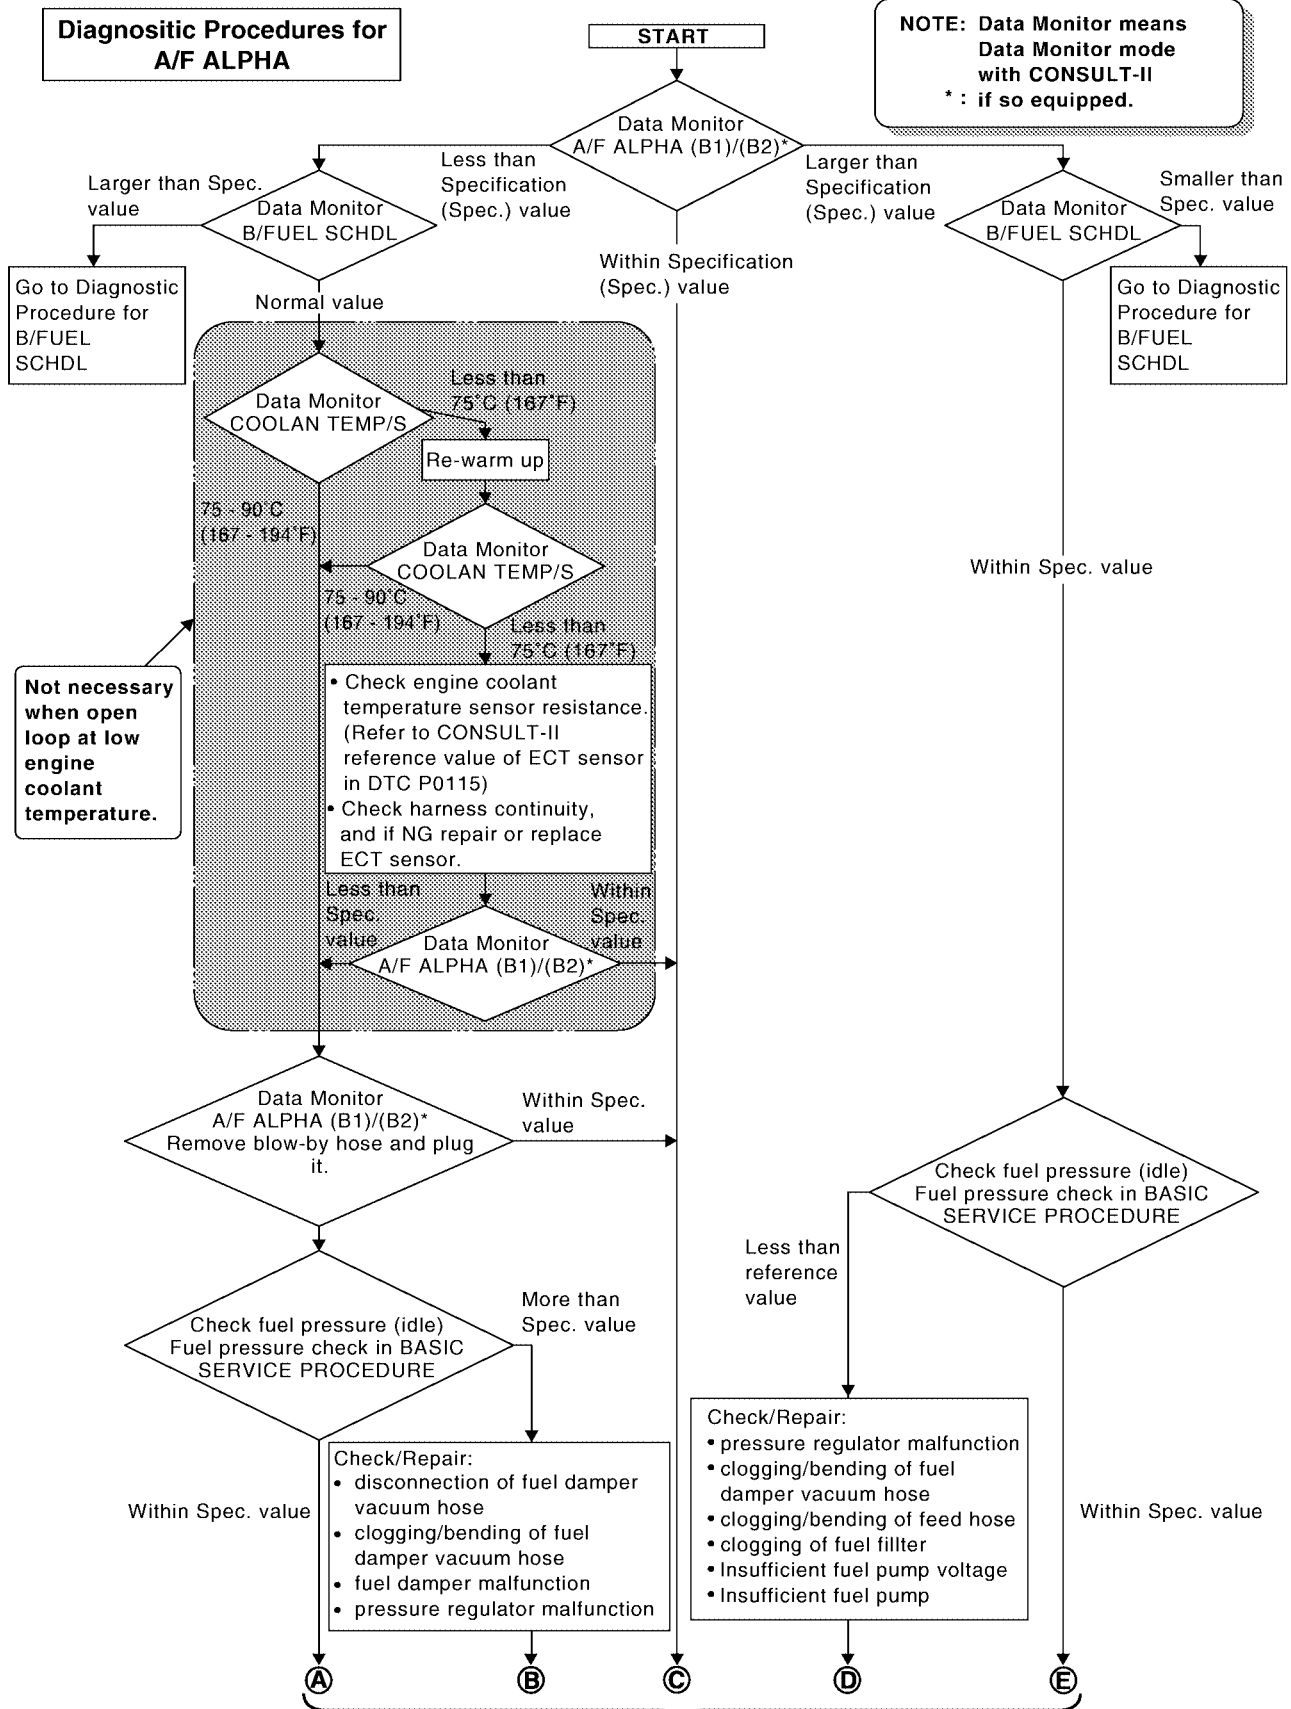 Diagnositic Procedures for
A/F ALPHA
START
NOTE: Data Monitor means
Data Monitor mode
with CONSULT-II
* : if so equipped.
Data Monitor
A/F ALPHA (B1)/(B2)*
Less than
Specification
(Spec.) value
Larger than
Specification
(Spec.) value
Larger than Spec.
value
Data Monitor
B/FUEL SCHDL
Smaller than
Spec. value
Data Monitor
B/FUEL SCHDL
Within Specification
(Spec.) value
Go to Diagnostic
Procedure for
B/FUEL
SCHDL
Normal value
Go to Diagnostic
Procedure for
B/FUEL
SCHDL
Data Monitor
COOLAN TEMP/S
Less than
75°C (167°F)
Re-warm up
75 - 90°C
(167 - 194°F)
Data Monitor
COOLAN TEMP/S
Within Spec. value
75 - 90°C
(167 - 194°F)
Less than
75°C (167°F)
Not necessary
when open
loop at low
engine
coolant
temperature.
• Check engine coolant
temperature sensor resistance.
(Refer to CONSULT-II
reference value of ECT sensor
in DTC P0115)
• Check harness continuity,
and if NG repair or replace
ECT sensor.
Less than
Spec.
value
Within
Spec.
value
Data Monitor
A/F ALPHA (B1)/(B2)*
Data Monitor
A/F ALPHA (B1)/(B2)*
Remove blow-by hose and plug
it.
Within Spec.
value
Check fuel pressure (idle)
Fuel pressure check in BASIC
SERVICE PROCEDURE
Less than
reference
value
Check fuel pressure (idle)
Fuel pressure check in BASIC
SERVICE PROCEDURE
More than
Spec. value
Within Spec. value
Check/Repair:
• disconnection of fuel damper
vacuum hose
• clogging/bending of fuel
damper vacuum hose
• fuel damper malfunction
• pressure regulator malfunction
Check/Repair:
• pressure regulator malfunction
• clogging/bending of fuel
damper vacuum hose
• clogging/bending of feed hose
• clogging of fuel fillter
• Insufficient fuel pump voltage
• Insufficient fuel pump
Within Spec. value
A B C D E